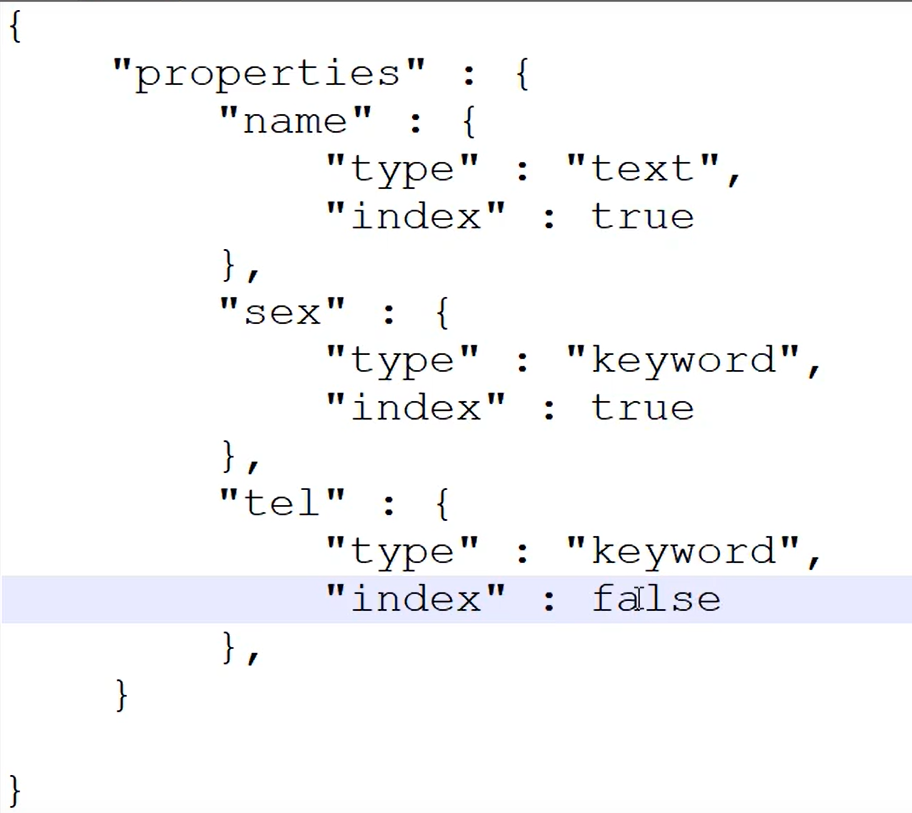 {
"properties" : {
"name" : {
"type" : "text",
"index" : true
},
"sex" : {
"type" : "keyword",
"index" : true
},
"tel" : {
"type" : "keyword",
"index" : false
},
}
}